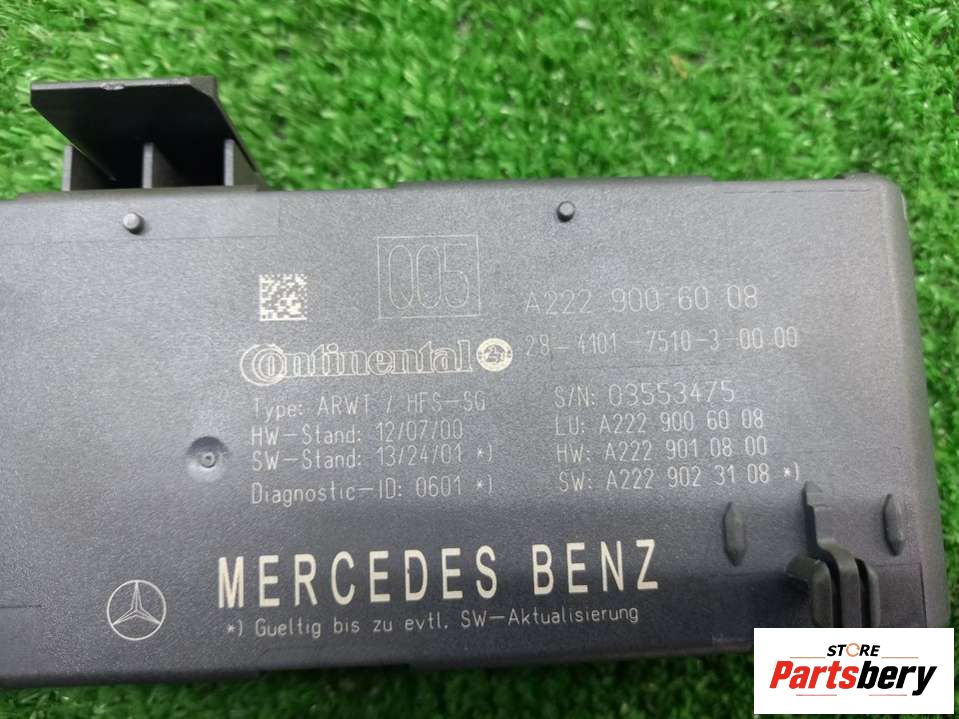 005
A222 900 60 08
Continental
28-4101-7510-3-00 00
Type: ARWT / HFS-SG
HW-Stand: 12/07/00
SW-Stand: 13/24/01 *)
Diagnostic-ID: 0601 *)
S/N: 03553475
LU: A222 900 60 08
HW: A222 901 08 00
SW: A222 902 31 08 *)
MERCEDES BENZ
*) Gueltig bis zu evtl. SW-Aktualisierung
STORE
Partsbery